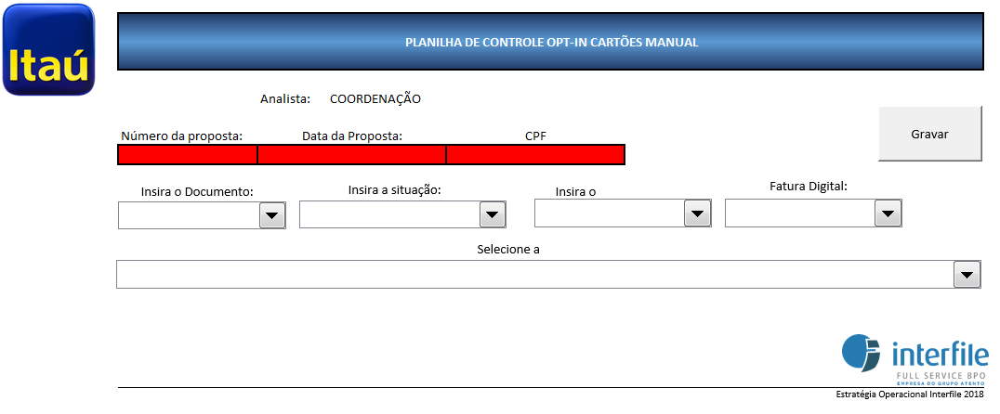 Itaú
PLANILHA DE CONTROLE OPT-IN CARTÕES MANUAL
Analista: COORDENAÇÃO
Número da proposta: Data da Proposta: CPF
Gravar
Insira o Documento: Insira a situação: Insira o Fatura Digital:
Selecione a
interfile
FULL SERVICE BPO
EMPRESA DO GRUPO ATENTO
Estratégia Operacional Interfile 2018